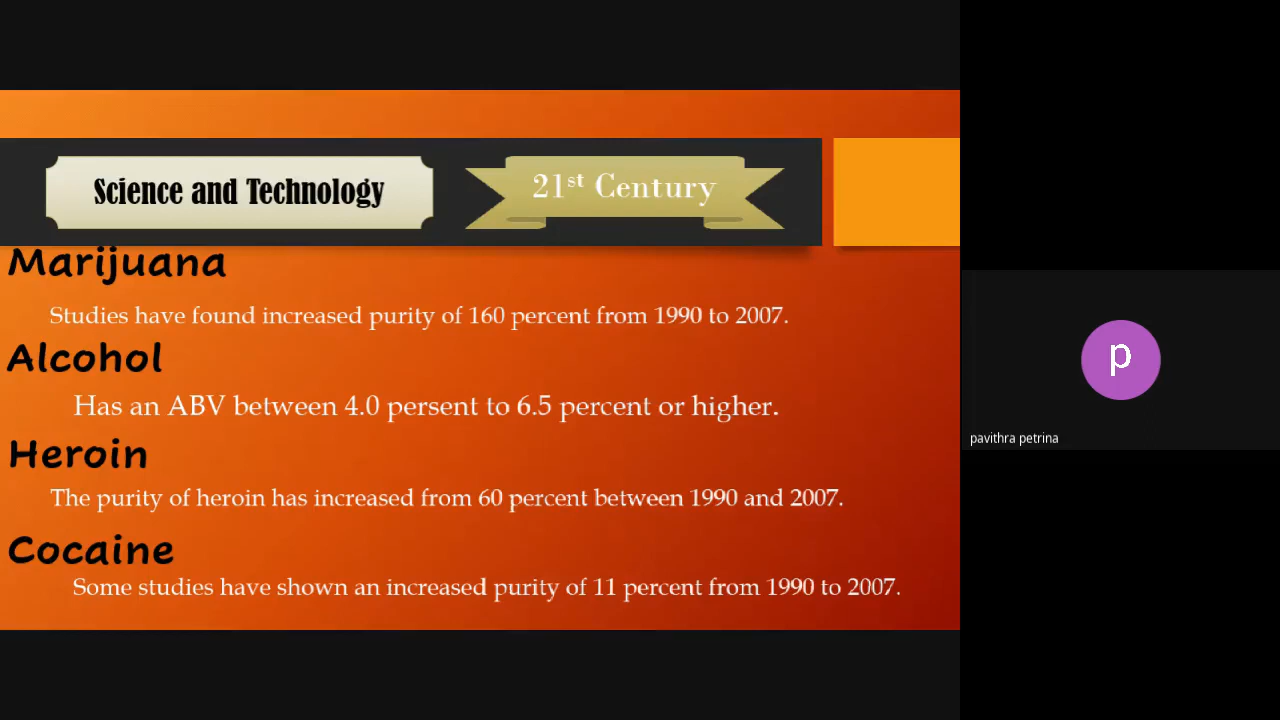 Science and Technology
21st Century
Marijuana
Studies have found increased purity of 160 percent from 1990 to 2007.
Alcohol
Has an ABV between 4.0 persent to 6.5 percent or higher.
Heroin
The purity of heroin has increased from 60 percent between 1990 and 2007.
Cocaine
Some studies have shown an increased purity of 11 percent from 1990 to 2007.
p
pavithra petrina